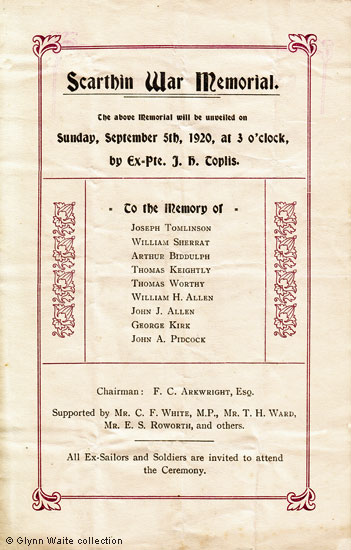 Scarthin War Memorial.
The above Memorial will be unveiled on
Sunday, September 5th, 1920, at 3 o'clock,
by Ex-Pte. J. H. Toplis.
- To the Memory of -
JOSEPH TOMLINSON
WILLIAM SHERRAT
ARTHUR BIDDULPH
THOMAS KEIGHTLY
THOMAS WORTHY
WILLIAM H. ALLEN
JOHN J. ALLEN
GEORGE KIRK
JOHN A. PIDCOCK
Chairman: F. C. ARKWRIGHT, ESQ.
Supported by MR. C. F. WHITE, M.P., MR. T. H. WARD,
MR. E. S. ROWORTH, and others.
All Ex-Sailors and Soldiers are invited to attend
the Ceremony.
© Glynn Waite collection